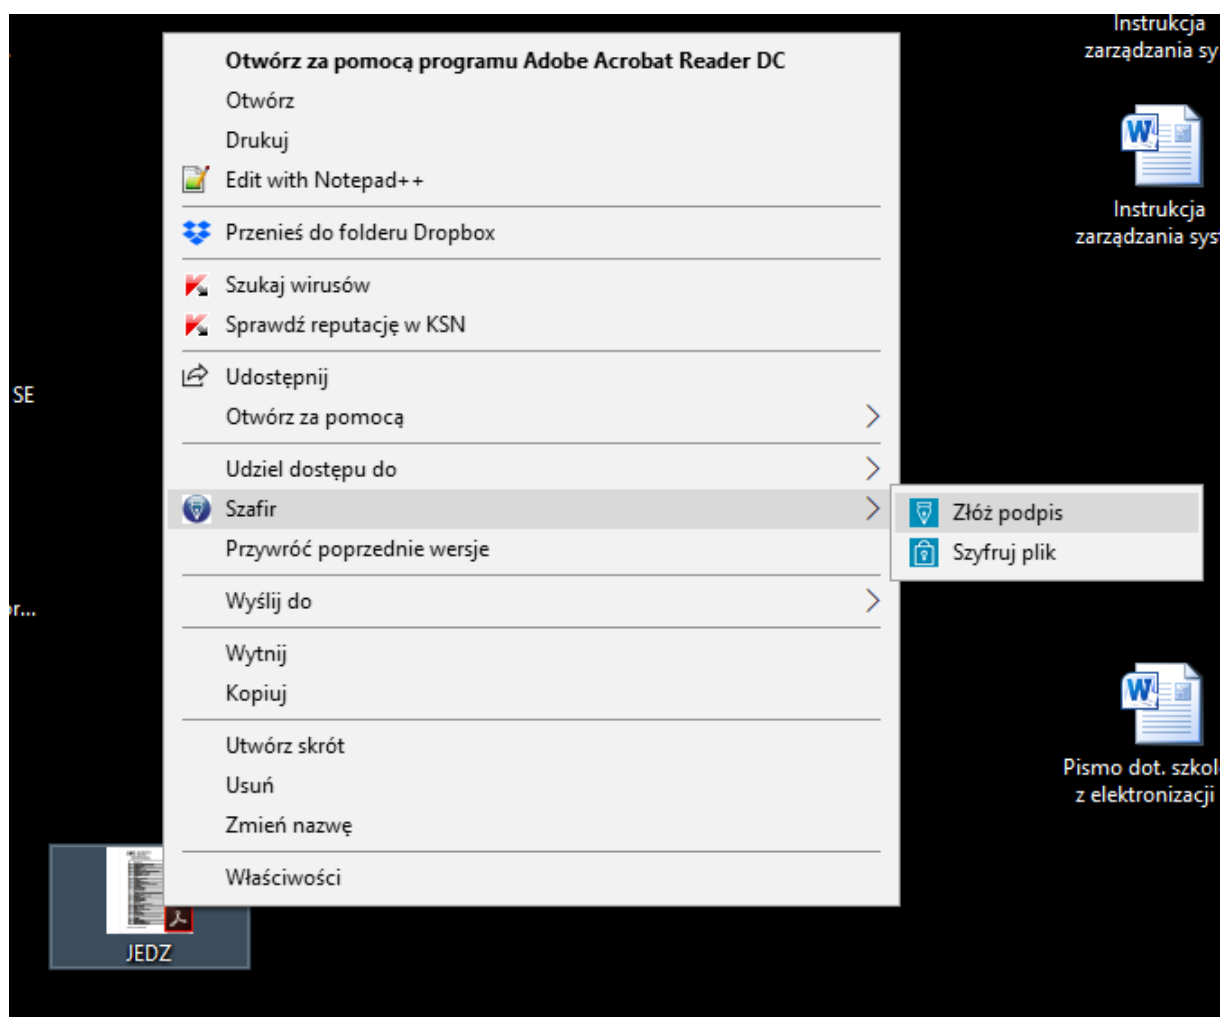 Instrukcja
zarządzania sy
Otwórz za pomocą programu Adobe Acrobat Reader DC
Otwórz
Drukuj
Edit with Notepad++
Przenieś do folderu Dropbox
Szukaj wirusów
Sprawdź reputację w KSN
Udostępnij
Otwórz za pomocą
Udziel dostępu do
Szafir
Przywróć poprzednie wersje
Wyślij do
Wytnij
Kopiuj
Utwórz skrót
Usuń
Zmień nazwę
Właściwości
Złóż podpis
Szyfruj plik
Instrukcja
zarządzania sys
SE
or...
Pismo dot. szkol
z elektronizacji
JEDZ